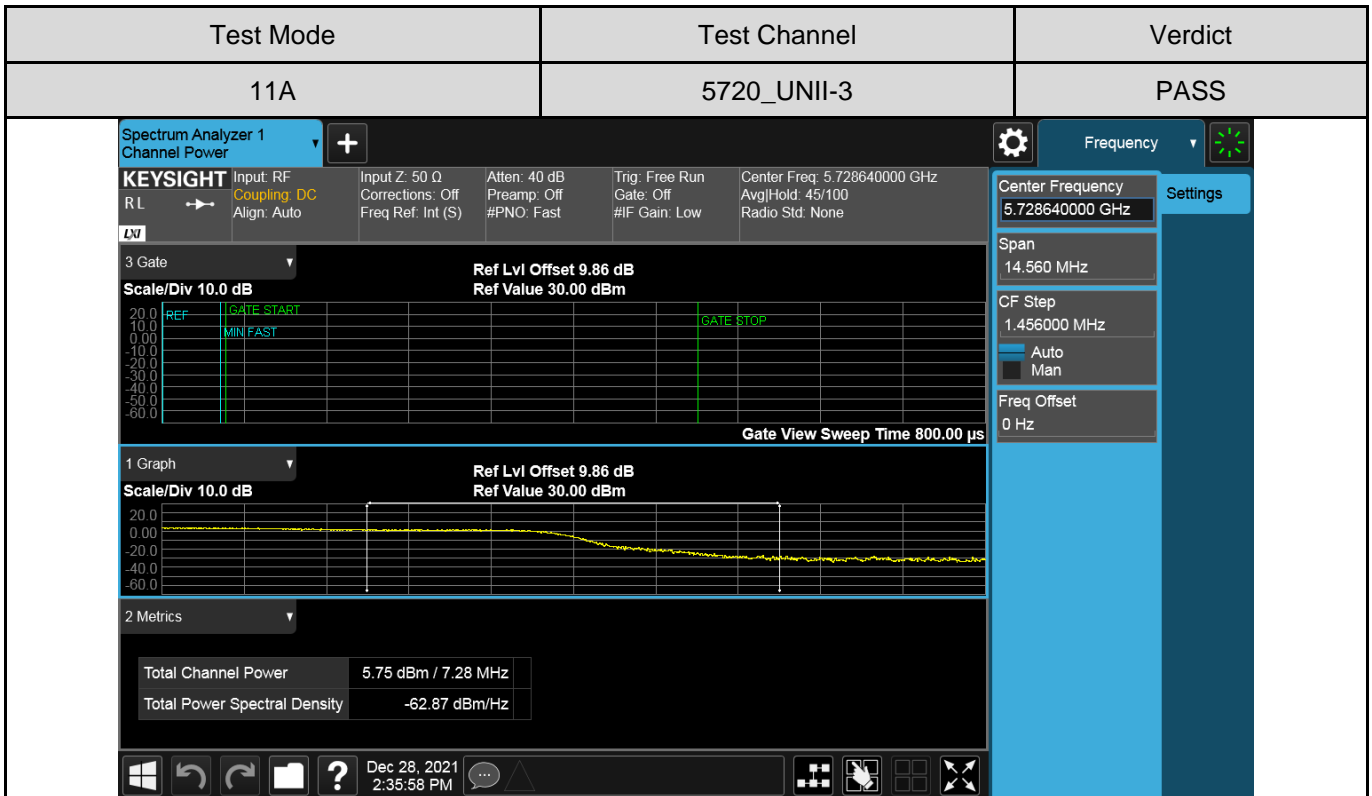 Test Mode Test Channel Verdict
11A 5720_UNII-3 PASS
Spectrum Analyzer 1
Channel Power
▼
+
Frequency ▼
KEYSIGHT
RL
LXI
Input: RF
Coupling: DC
Align: Auto
Input Z: 50 Ω
Corrections: Off
Freq Ref: Int (S)
Atten: 40 dB
Preamp: Off
#PNO: Fast
Trig: Free Run
Gate: Off
#IF Gain: Low
Center Freq: 5.728640000 GHz
Avg|Hold: 45/100
Radio Std: None
Center Frequency
5.728640000 GHz
Settings
Span
14.560 MHz
CF Step
1.456000 MHz
Auto
Man
Freq Offset
0 Hz
3 Gate ▼
Scale/Div 10.0 dB
Ref Lvl Offset 9.86 dB
Ref Value 30.00 dBm
20.0
10.0
0.00
-10.0
-20.0
-30.0
-40.0
-50.0
-60.0
REF
GATE START
MIN FAST
GATE STOP
Gate View Sweep Time 800.00 µs
1 Graph ▼
Scale/Div 10.0 dB
Ref Lvl Offset 9.86 dB
Ref Value 30.00 dBm
20.0
0.00
-20.0
-40.0
-60.0
2 Metrics ▼
Total Channel Power 5.75 dBm / 7.28 MHz
Total Power Spectral Density -62.87 dBm/Hz
?
Dec 28, 2021
2:35:58 PM